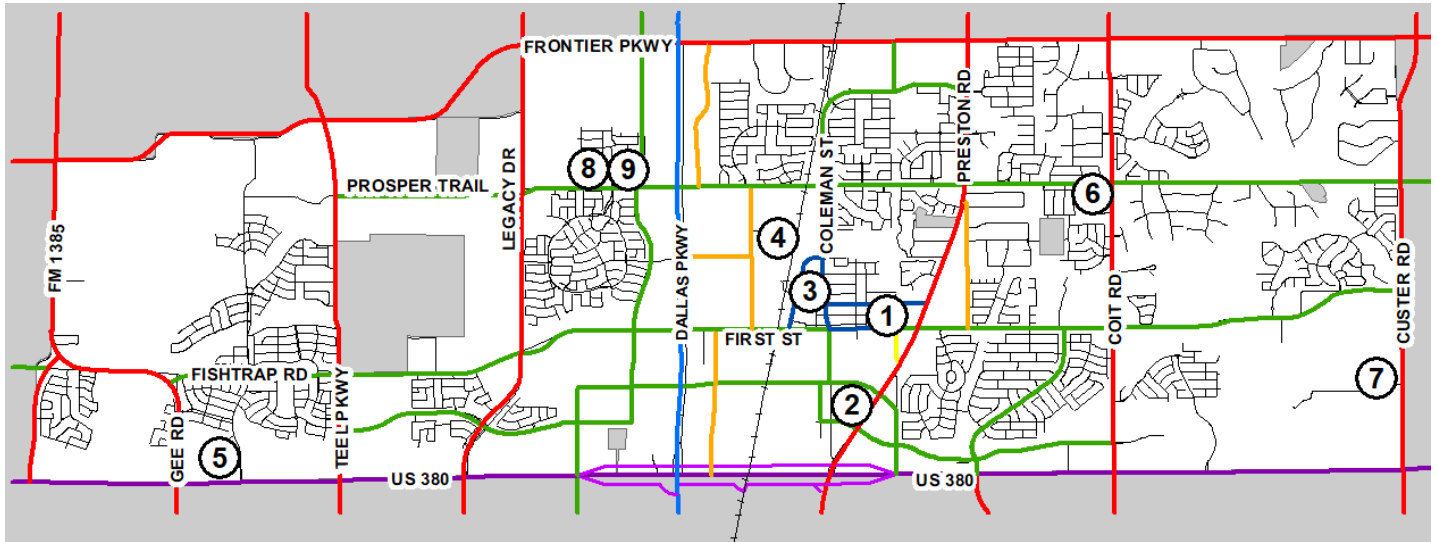 FRONTIER PKWY
PRESTON RD
COLEMAN ST
LEGACY DR
8
9
PROSPER TRAIL
6
FM 1385
4
DALLAS PKWY
3
1
COIT RD
CUSTER RD
FIRST ST
FISHTRAP RD
TEEL PKWY
7
2
GEE RD
5
US 380
US 380